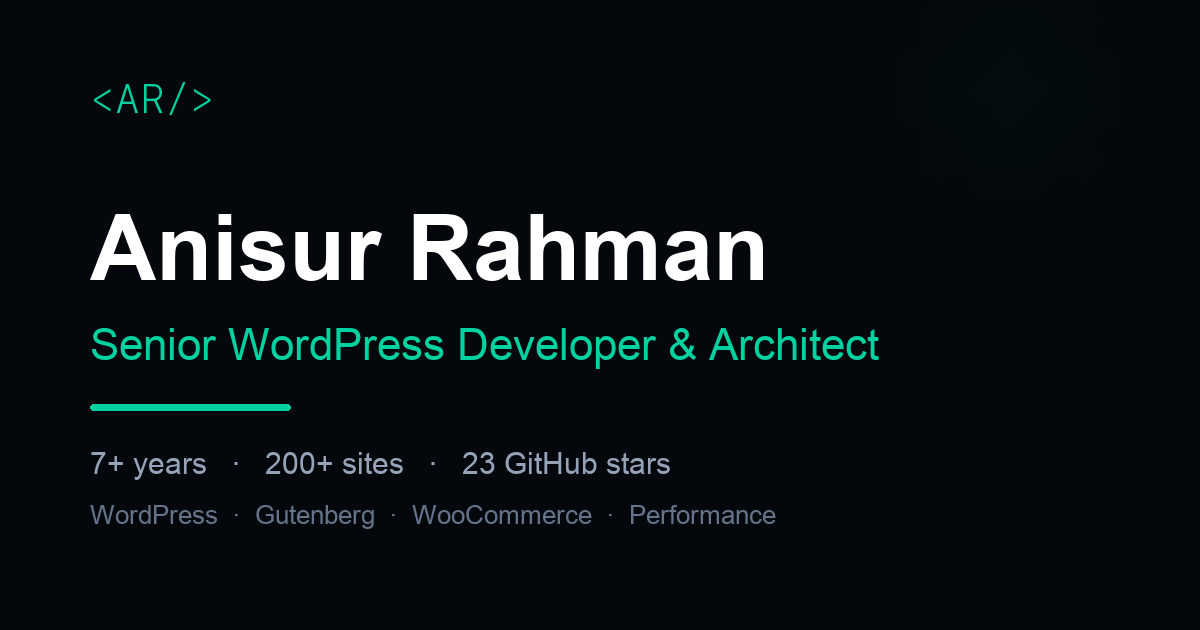 <AR/>
Anisur Rahman
Senior WordPress Developer & Architect
7+ years · 200+ sites · 23 GitHub stars
WordPress · Gutenberg · WooCommerce · Performance